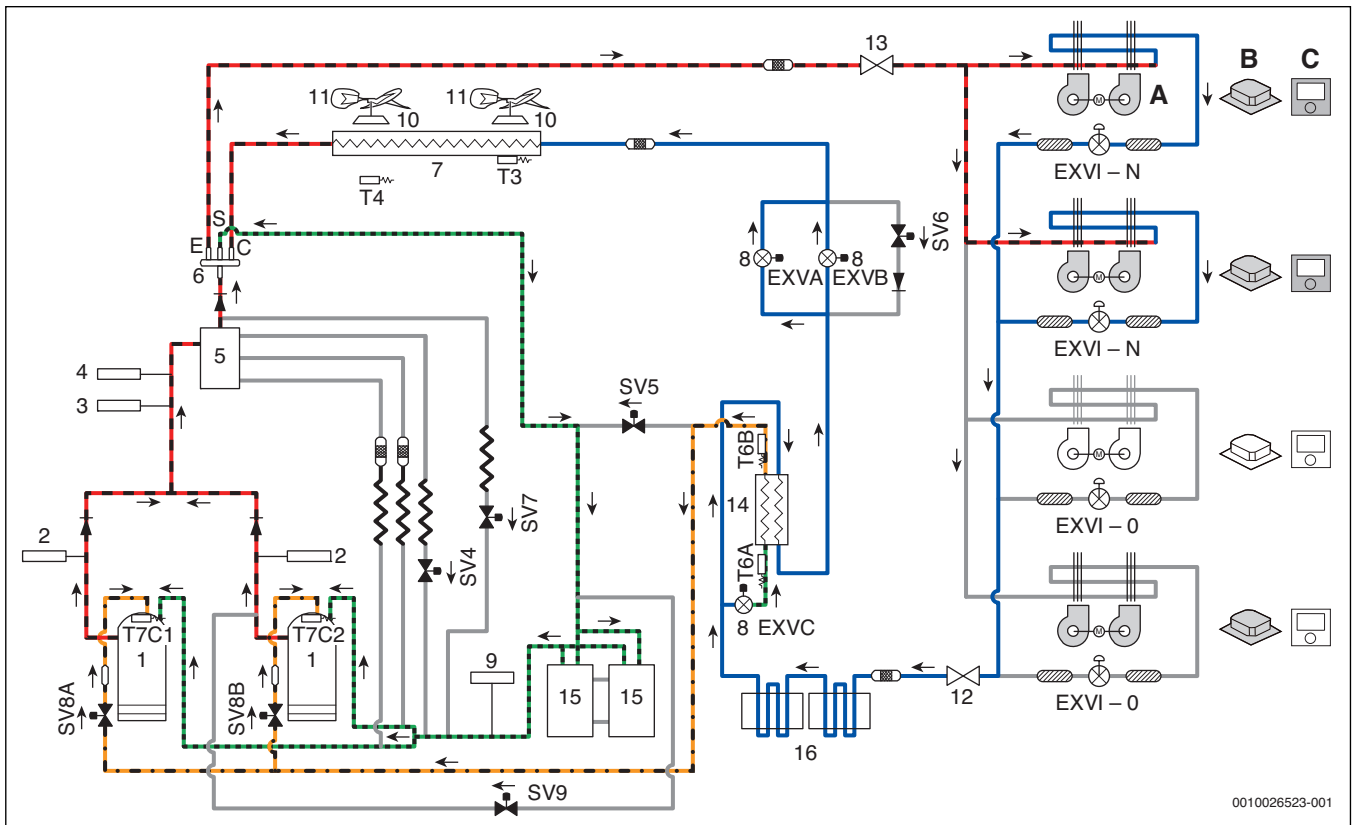 13
B C
11 11
A
10 10
7
T3
T4
EXVI – N
S
E C
6
SV6
8 8
EXVA EXVB
5
EXVI – N
4
3
SV5
T6B
14
SV7
SV4
T6A
EXVI – 0
2 2
8 EXVC
T7C1 T7C2
1 1
9
15 15
12
SV8A SV8B
EXVI – 0
16
SV9
M
M
M
M
0010026523-001